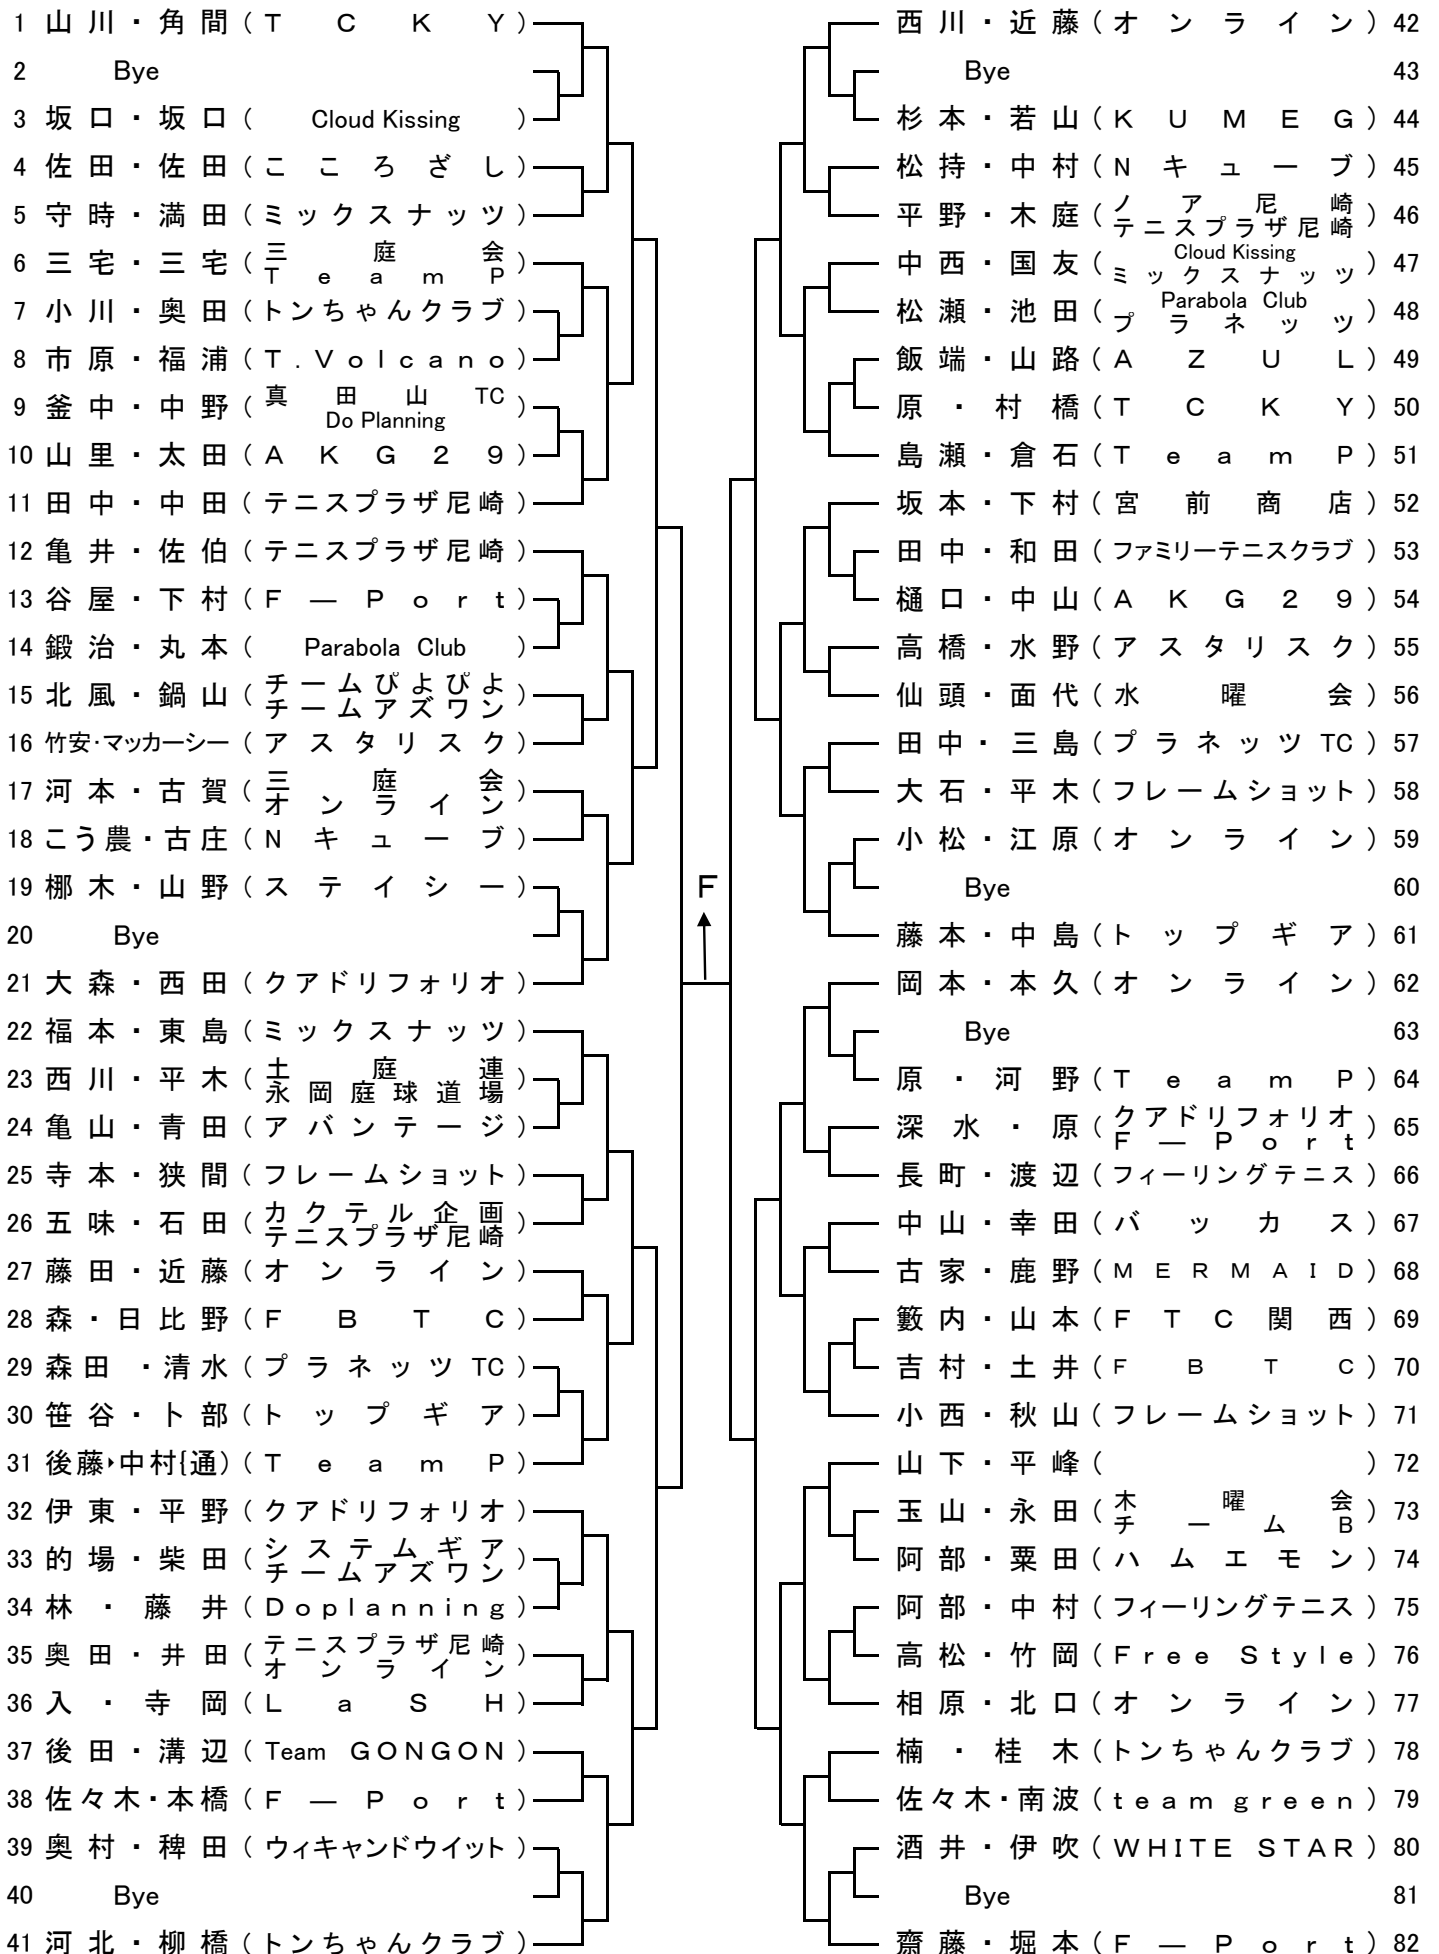 1 山川・角間(TCKY)
2 Bye
3 坂口・坂口(Cloud Kissing)
4 佐田・佐田(こころざし)
5 守時・満田(ミックスナッツ)
6 三宅・三宅(三庭会 Team P)
7 小川・奥田(トンちゃんクラブ)
8 市原・福浦(T.Volcano)
9 釜中・中野(真田山TC Do Planning)
10 山里・太田(AKG29)
11 田中・中田(テニスプラザ尼崎)
12 亀井・佐伯(テニスプラザ尼崎)
13 谷屋・下村(F―Port)
14 鍛治・丸本(Parabola Club)
15 北風・鍋山(チームぴよぴよ チームアズワン)
16 竹安・マッカーシー(アスタリスク)
17 河本・古賀(三庭会 オンライン)
18 こう農・古庄(Nキューブ)
19 梛木・山野(ステイシー)
20 Bye
21 大森・西田(クアドリフォリオ)
22 福本・東島(ミックスナッツ)
23 西川・平木(土庭連 永岡庭球道場)
24 亀山・青田(アバンテージ)
25 寺本・狭間(フレームショット)
26 五味・石田(カクテル企画 テニスプラザ尼崎)
27 藤田・近藤(オンライン)
28 森・日比野(FBTC)
29 森田・清水(プラネッツTC)
30 笹谷・卜部(トップギア)
31 後藤・中村{通)(Team P)
32 伊東・平野(クアドリフォリオ)
33 的場・柴田(システムギア チームアズワン)
34 林・藤井(Doplanning)
35 奥田・井田(テニスプラザ尼崎 オンライン)
36 入・寺岡(LaSH)
37 後田・溝辺(Team GONGON)
38 佐々木・本橋(F―Port)
39 奥村・稗田(ウィキャンドウイット)
40 Bye
41 河北・柳橋(トンちゃんクラブ)
F
西川・近藤(オンライン) 42
Bye 43
杉本・若山(KUMEG) 44
松持・中村(Nキューブ) 45
平野・木庭(ノア尼崎 テニスプラザ尼崎) 46
中西・国友(Cloud Kissing ミックスナッツ) 47
松瀬・池田(Parabola Club プラネッツ) 48
飯端・山路(AZUL) 49
原・村橋(TCKY) 50
島瀬・倉石(Team P) 51
坂本・下村(宮前商店) 52
田中・和田(ファミリーテニスクラブ) 53
樋口・中山(AKG29) 54
高橋・水野(アスタリスク) 55
仙頭・面代(水曜会) 56
田中・三島(プラネッツTC) 57
大石・平木(フレームショット) 58
小松・江原(オンライン) 59
Bye 60
藤本・中島(トップギア) 61
岡本・本久(オンライン) 62
Bye 63
原・河野(Team P) 64
深水・原(クアドリフォリオ F―Port) 65
長町・渡辺(フィーリングテニス) 66
中山・幸田(バッカス) 67
古家・鹿野(MERMAID) 68
籔内・山本(FTC関西) 69
吉村・土井(FBTC) 70
小西・秋山(フレームショット) 71
山下・平峰( ) 72
玉山・永田(木曜会 チームB) 73
阿部・粟田(ハムエモン) 74
阿部・中村(フィーリングテニス) 75
高松・竹岡(Free Style) 76
相原・北口(オンライン) 77
楠・桂木(トンちゃんクラブ) 78
佐々木・南波(team green) 79
酒井・伊吹(WHITE STAR) 80
Bye 81
齋藤・堀本(F―Port) 82